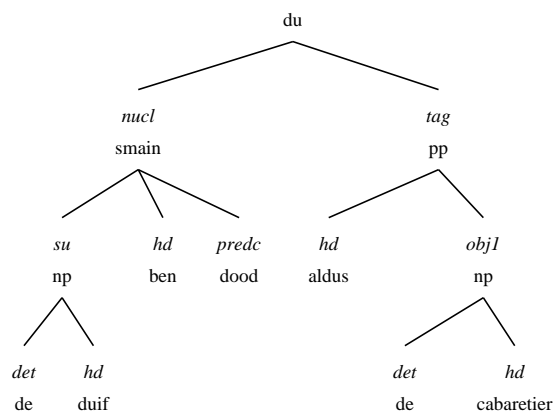 du
nucl tag
smain pp
su hd predc hd obj1
np ben dood aldus np
det hd det hd
de duif de cabaretier